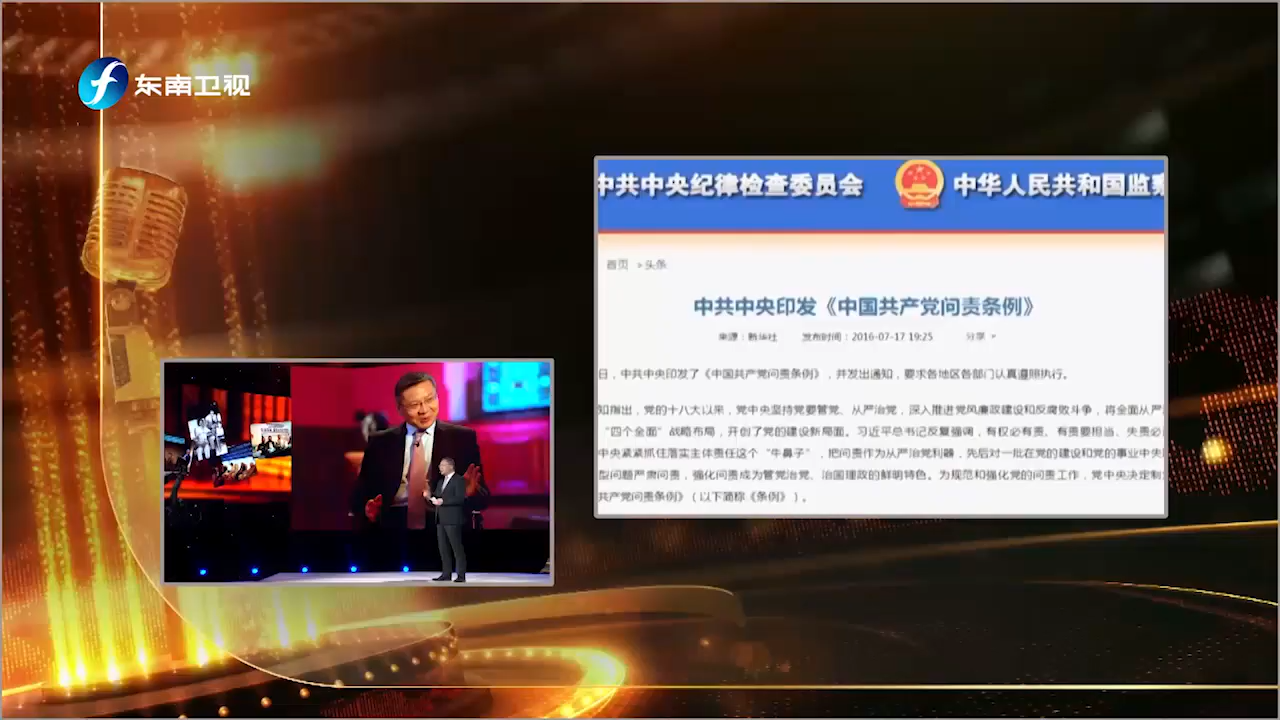 东南卫视
中共中央纪律检查委员会 中华人民共和国监察
首页 > 头条
中共中央印发《中国共产党问责条例》
来源：新华社 发布时间：2016-07-17 19:25 分享
日，中共中央印发了《中国共产党问责条例》，并发出通知，要求各地区各部门认真遵照执行。
知指出，党的十八大以来，党中央坚持党要管党、从严治党，深入推进党风廉政建设和反腐败斗争，将全面从严
“四个全面”战略布局，开创了党的建设新局面。习近平总书记反复强调，有权必有责、有责要担当、失责必
中央紧紧抓住落实主体责任这个“牛鼻子”，把问责作为从严治党利器，先后对一批在党的建设和党的事业中
型问题严肃问责，强化问责成为管党治党、治国理政的鲜明特色。为规范和强化党的问责工作，党中央决定制
共产党问责条例》（以下简称《条例》）。